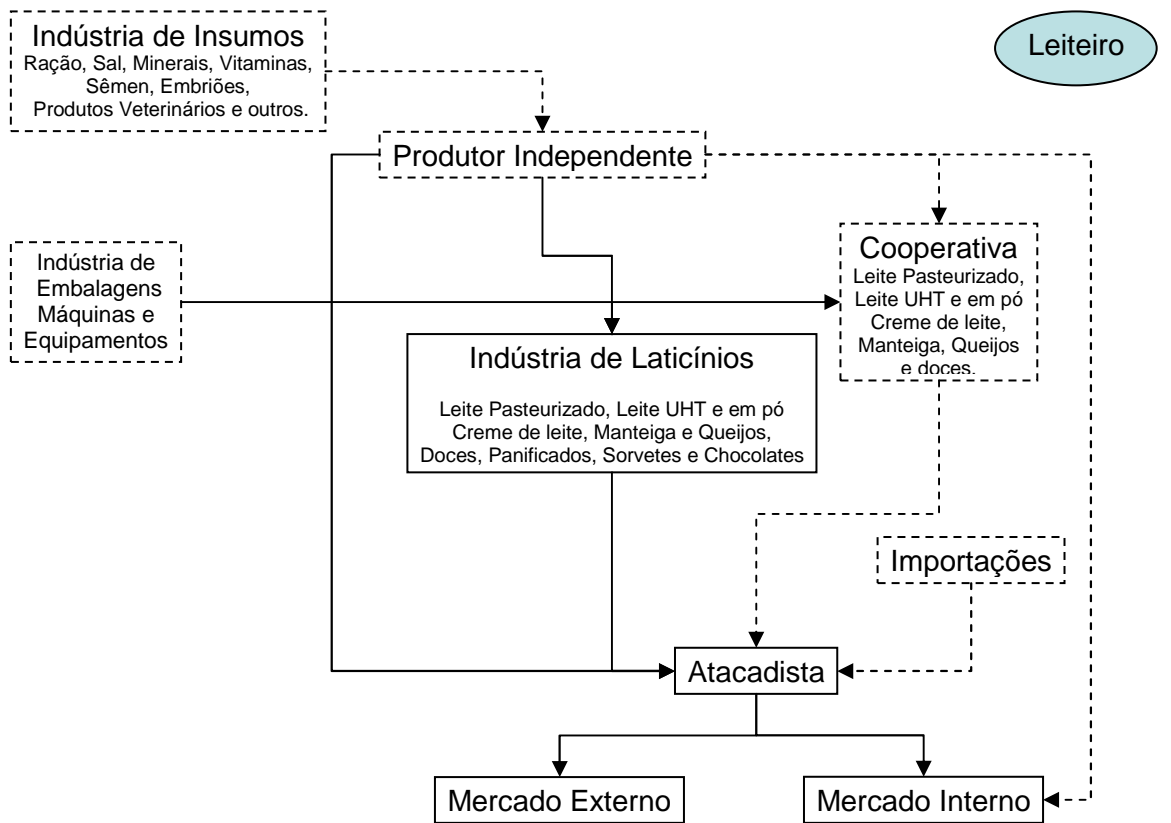 Indústria de Insumos
Ração, Sal, Minerais, Vitaminas,
Sêmen, Embriões,
Produtos Veterinários e outros.
Leiteiro
Produtor Independente
Indústria de
Embalagens
Máquinas e
Equipamentos
Cooperativa
Leite Pasteurizado,
Leite UHT e em pó
Creme de leite,
Manteiga, Queijos
e doces.
Indústria de Laticínios
Leite Pasteurizado, Leite UHT e em pó
Creme de leite, Manteiga e Queijos,
Doces, Panificados, Sorvetes e Chocolates
Importações
Atacadista
Mercado Externo
Mercado Interno